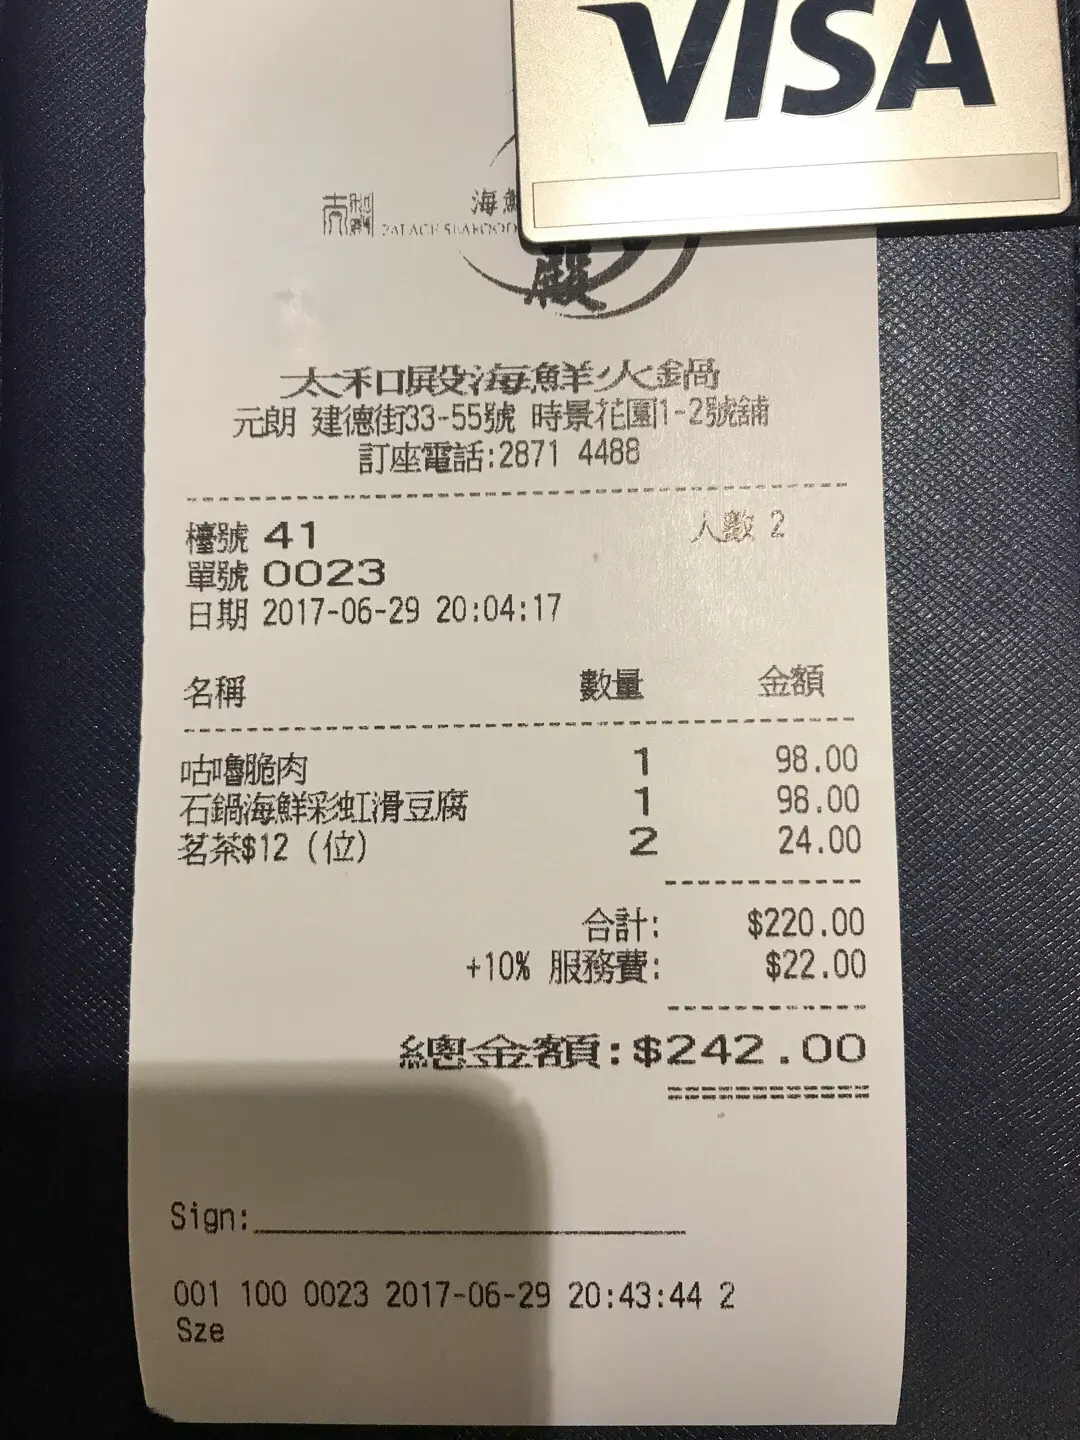 VISA
海鮮
PALACE SEAFOOD
殿
太和殿海鮮火鍋
元朗 建德街33-55號 時景花園1-2號舖
訂座電話:2871 4488
檯號 41 人數 2
單號 0023
日期 2017-06-29 20:04:17
名稱 數量 金額
咕嚕脆肉 1 98.00
石鍋海鮮彩虹滑豆腐 1 98.00
茗茶$12 (位) 2 24.00
合計: $220.00
+10% 服務費: $22.00
總金額:$242.00
Sign:
001 100 0023 2017-06-29 20:43:44 2
Sze